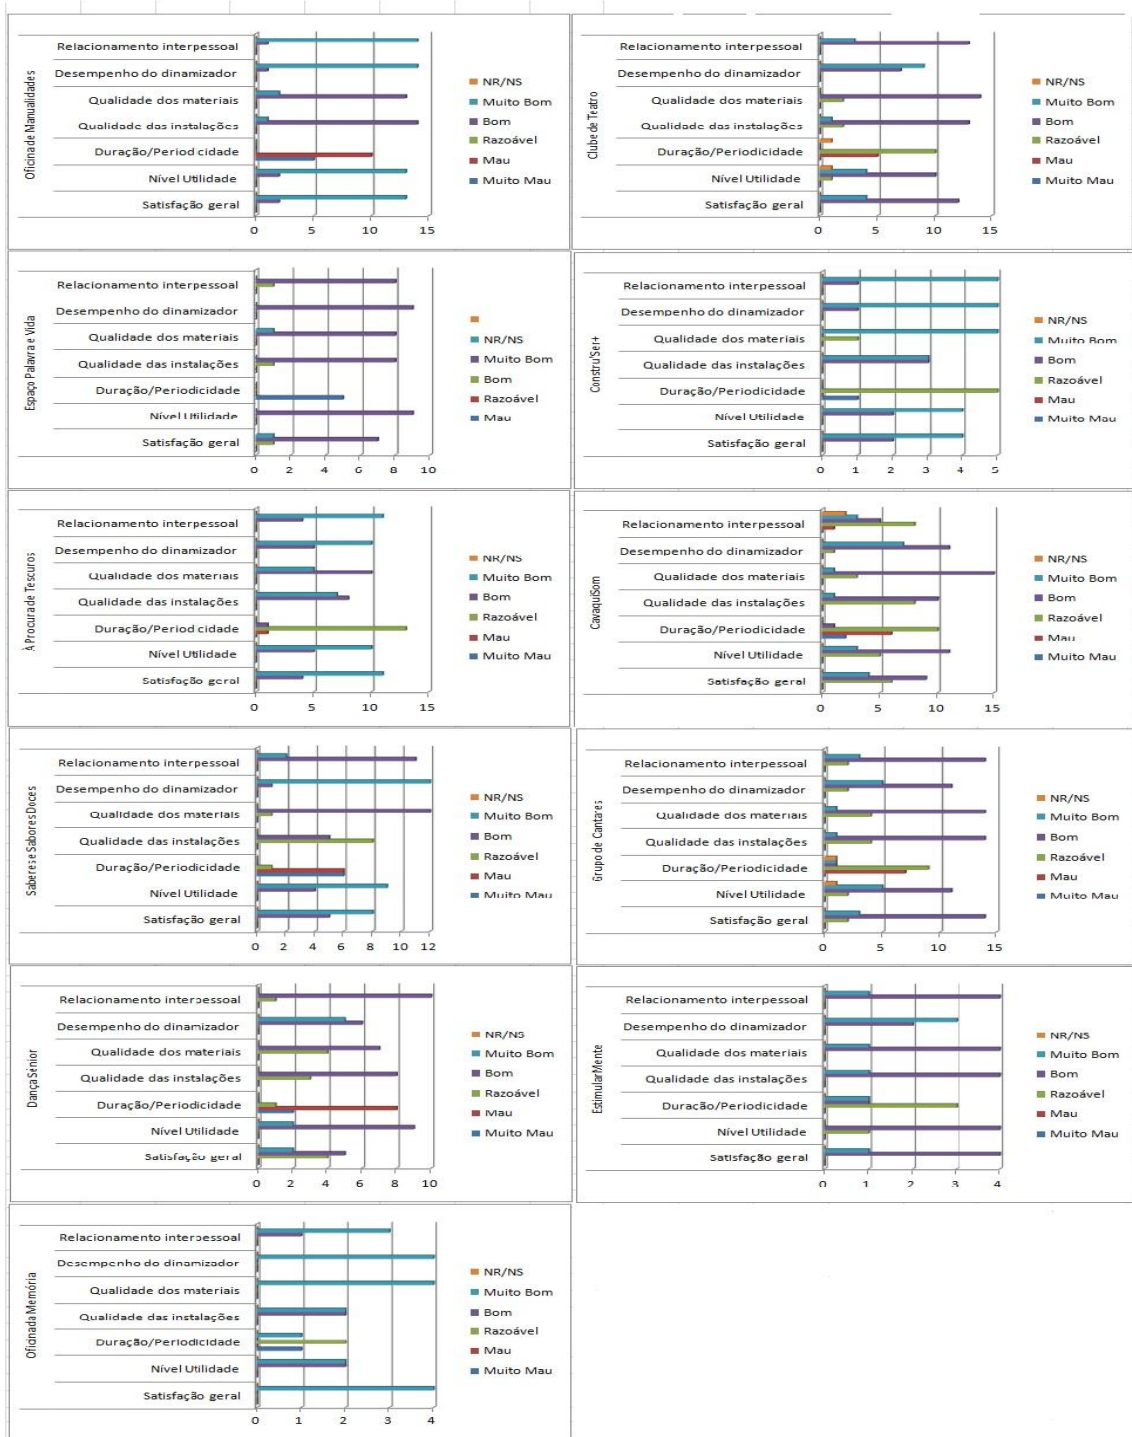 Oficina de Manualidades
Relacionamento interpessoal
Desempenho do dinamizador
Qualidade dos materiais
Qualidade das instalações
Duração/Periodicidade
Nível Utilidade
Satisfação geral
0 5 10 15
NR/NS
Muito Bom
Bom
Razoável
Mau
Muito Mau
Clube de Teatro
Relacionamento interpessoal
Desempenho do dinamizador
Qualidade dos materiais
Qualidade das instalações
Duração/Periodicidade
Nível Utilidade
Satisfação geral
0 5 10 15
NR/NS
Muito Bom
Bom
Razoável
Mau
Muito Mau
Espaço Palavra e Vida
Relacionamento interpessoal
Desempenho do dinamizador
Qualidade dos materiais
Qualidade das instalações
Duração/Periodicidade
Nível Utilidade
Satisfação geral
0 2 4 6 8 10
NR/NS
Muito Bom
Bom
Razoável
Mau
Constru'Ser+
Relacionamento interpessoal
Desempenho do dinamizador
Qualidade dos materiais
Qualidade das instalações
Duração/Periodicidade
Nível Utilidade
Satisfação geral
0 1 2 3 4 5
NR/NS
Muito Bom
Bom
Razoável
Mau
Muito Mau
À Procura de Tescuros
Relacionamento interpessoal
Desempenho do dinamizador
Qualidade dos materiais
Qualidade das instalações
Duração/Periodicidade
Nível Utilidade
Satisfação geral
0 5 10 15
NR/NS
Muito Bom
Bom
Razoável
Mau
Muito Mau
CavaquiSom
Relacionamento interpessoal
Desempenho do dinamizador
Qualidade dos materiais
Qualidade das instalações
Duração/Periodicidade
Nível Utilidade
Satisfação geral
0 5 10 15
NR/NS
Muito Bom
Bom
Razoável
Mau
Muito Mau
Saberes e Sabores Doces
Relacionamento interpessoal
Desempenho do dinamizador
Qualidade dos materiais
Qualidade das instalações
Duração/Periodicidade
Nível Utilidade
Satisfação geral
0 2 4 6 8 10 12
NR/NS
Muito Bom
Bom
Razoável
Mau
Muito Mau
Grupo de Cantares
Relacionamento interpessoal
Desempenho do dinamizador
Qualidade dos materiais
Qualidade das instalações
Duração/Periodicidade
Nível Utilidade
Satisfação geral
0 5 10 15
NR/NS
Muito Bom
Bom
Razoável
Mau
Muito Mau
Dança Sénior
Relacionamento interpessoal
Desempenho do dinamizador
Qualidade dos materiais
Qualidade das instalações
Duração/Periodicidade
Nível Utilidade
Satisfação geral
0 2 4 6 8 10
NR/NS
Muito Bom
Bom
Razoável
Mau
Muito Mau
EstimularMente
Relacionamento interpessoal
Desempenho do dinamizador
Qualidade dos materiais
Qualidade das instalações
Duração/Periodicidade
Nível Utilidade
Satisfação geral
0 1 2 3 4
NR/NS
Muito Bom
Bom
Razoável
Mau
Muito Mau
Oficina da Memória
Relacionamento interpessoal
Desempenho do dinamizador
Qualidade dos materiais
Qualidade das instalações
Duração/Periodicidade
Nível Utilidade
Satisfação geral
0 1 2 3 4
NR/NS
Muito Bom
Bom
Razoável
Mau
Muito Mau